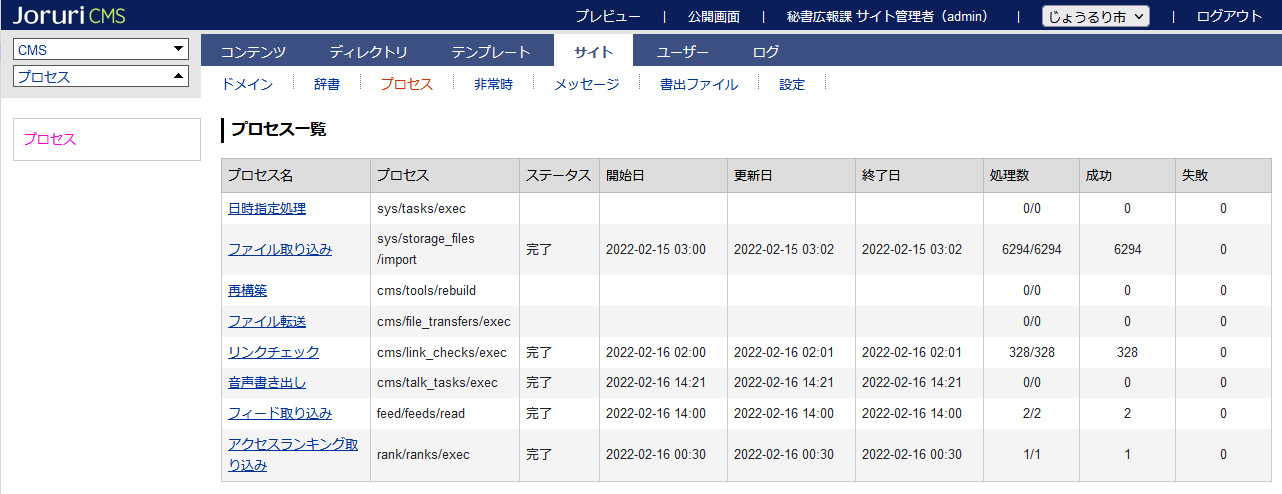 Joruri CMS
プレビュー | 公開画面 | 秘書広報課 サイト管理者（admin） | じょうるり市 | ログアウト
CMS
プロセス
コンテンツ ディレクトリ テンプレート サイト ユーザー ログ
ドメイン 辞書 プロセス 非常時 メッセージ 書出ファイル 設定
プロセス
プロセス一覧
プロセス名 プロセス ステータス 開始日 更新日 終了日 処理数 成功 失敗
日時指定処理 sys/tasks/exec 0/0 0 0
ファイル取り込み sys/storage_files
/import 完了 2022-02-15 03:00 2022-02-15 03:02 2022-02-15 03:02 6294/6294 6294 0
再構築 cms/tools/rebuild 0/0 0 0
ファイル転送 cms/file_transfers/exec 0/0 0 0
リンクチェック cms/link_checks/exec 完了 2022-02-16 02:00 2022-02-16 02:01 2022-02-16 02:01 328/328 328 0
音声書き出し cms/talk_tasks/exec 完了 2022-02-16 14:21 2022-02-16 14:21 2022-02-16 14:21 0/0 0 0
フィード取り込み feed/feeds/read 完了 2022-02-16 14:00 2022-02-16 14:00 2022-02-16 14:00 2/2 2 0
アクセスランキング取
り込み rank/ranks/exec 完了 2022-02-16 00:30 2022-02-16 00:30 2022-02-16 00:30 1/1 1 0